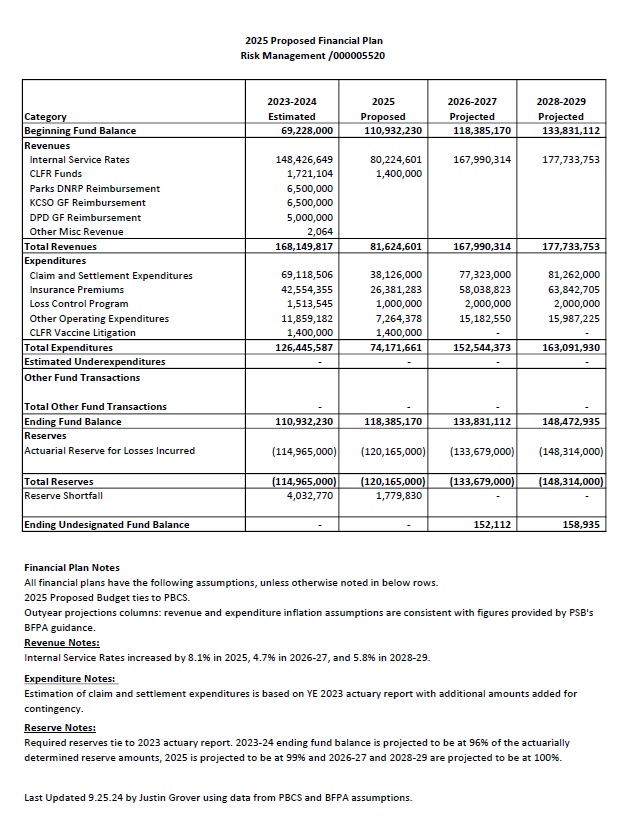 2025 Proposed Financial Plan
Risk Management /000005520
Category 2023-2024 Estimated 2025 Proposed 2026-2027 Projected 2028-2029 Projected
Beginning Fund Balance 69,228,000 110,932,230 118,385,170 133,831,112
Revenues
Internal Service Rates 148,426,649 80,224,601 167,990,314 177,733,753
CLFR Funds 1,721,104 1,400,000
Parks DNRP Reimbursement 6,500,000
KCSO GF Reimbursement 6,500,000
DPD GF Reimbursement 5,000,000
Other Misc Revenue 2,064
Total Revenues 168,149,817 81,624,601 167,990,314 177,733,753
Expenditures
Claim and Settlement Expenditures 69,118,506 38,126,000 77,323,000 81,262,000
Insurance Premiums 42,554,355 26,381,283 58,038,823 63,842,705
Loss Control Program 1,513,545 1,000,000 2,000,000 2,000,000
Other Operating Expenditures 11,859,182 7,264,378 15,182,550 15,987,225
CLFR Vaccine Litigation 1,400,000 1,400,000 - -
Total Expenditures 126,445,587 74,171,661 152,544,373 163,091,930
Estimated Underexpenditures - - - -
Other Fund Transactions
Total Other Fund Transactions - - - -
Ending Fund Balance 110,932,230 118,385,170 133,831,112 148,472,935
Reserves
Actuarial Reserve for Losses Incurred (114,965,000) (120,165,000) (133,679,000) (148,314,000)
Total Reserves (114,965,000) (120,165,000) (133,679,000) (148,314,000)
Reserve Shortfall 4,032,770 1,779,830 - -
Ending Undesignated Fund Balance - - 152,112 158,935
Financial Plan Notes
All financial plans have the following assumptions, unless otherwise noted in below rows.
2025 Proposed Budget ties to PBCS.
Outyear projections columns: revenue and expenditure inflation assumptions are consistent with figures provided by PSB's
BFPA guidance.
Revenue Notes:
Internal Service Rates increased by 8.1% in 2025, 4.7% in 2026-27, and 5.8% in 2028-29.
Expenditure Notes:
Estimation of claim and settlement expenditures is based on YE 2023 actuary report with additional amounts added for
contingency.
Reserve Notes:
Required reserves tie to 2023 actuary report. 2023-24 ending fund balance is projected to be at 96% of the actuarially
determined reserve amounts, 2025 is projected to be at 99% and 2026-27 and 2028-29 are projected to be at 100%.
Last Updated 9.25.24 by Justin Grover using data from PBCS and BFPA assumptions.